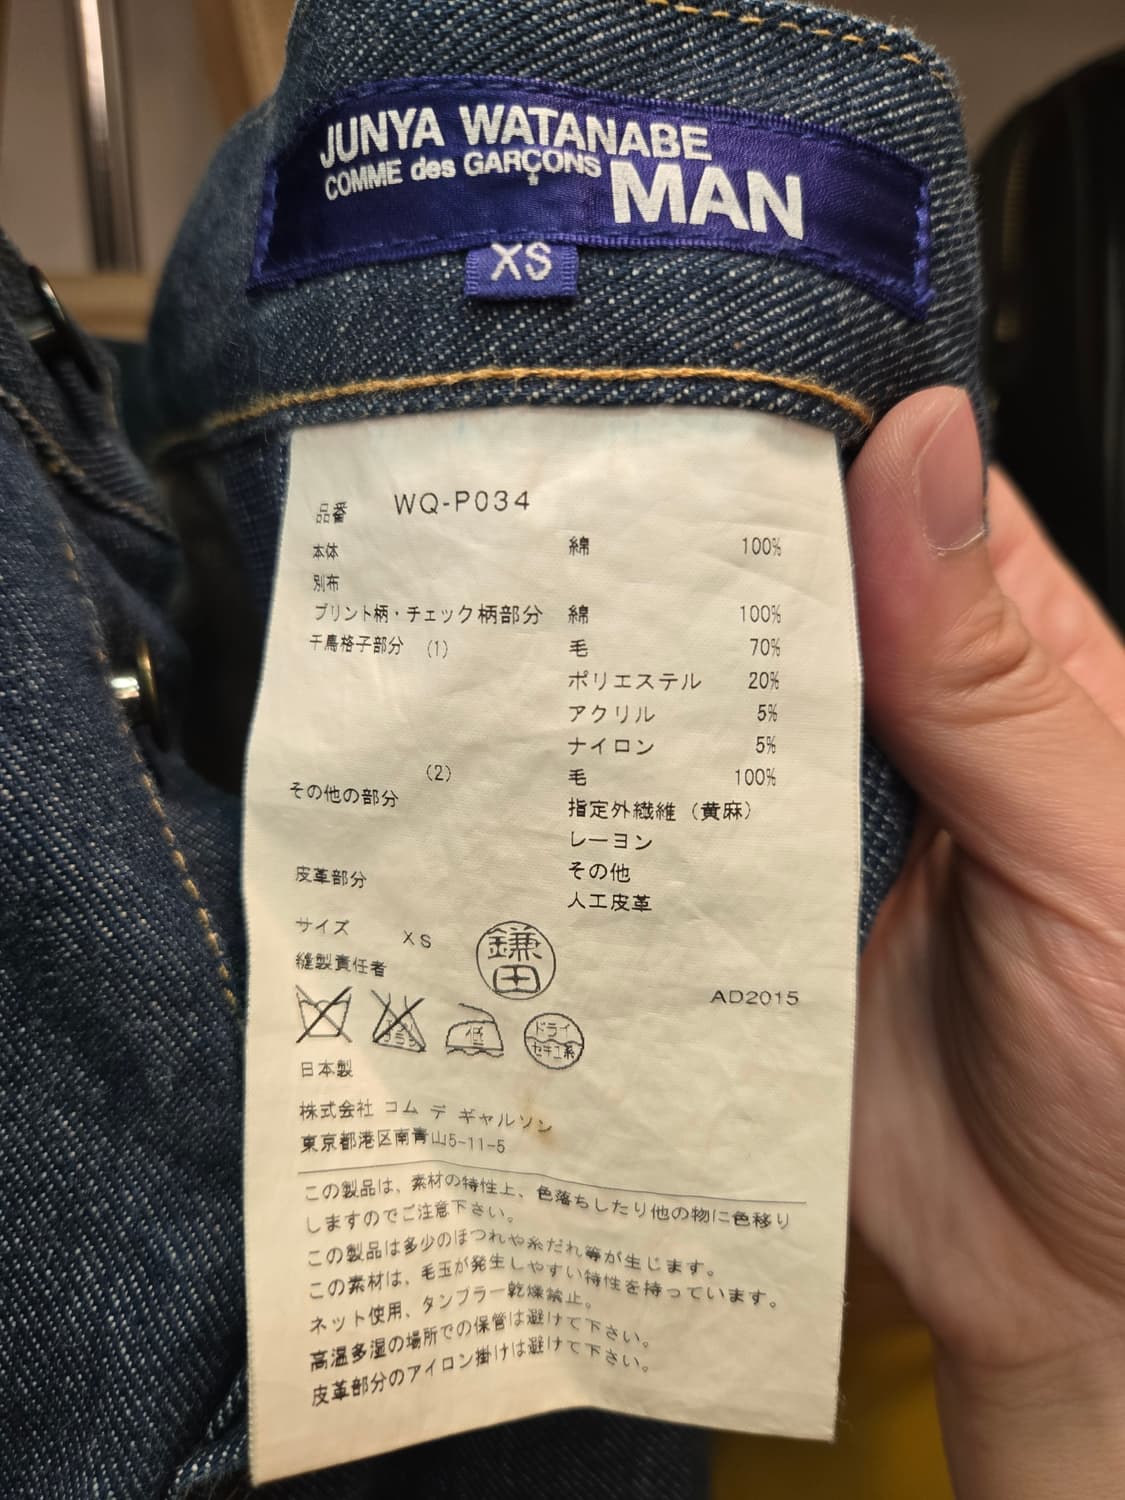 JUNYA WATANABE
COMME des GARÇONS MAN
XS
品番 WQ-P034
本体 綿 100%
別布
プリント柄・チェック柄部分 綿 100%
千鳥格子部分 (1) 毛 70%
ポリエステル 20%
アクリル 5%
ナイロン 5%
(2) 毛 100%
その他の部分 指定外繊維(黄麻)
レーヨン
その他
皮革部分 人工皮革
サイズ XS
縫製責任者 鎌田
AD2015
低 ドライ セキユ系
日本製
株式会社 コム デ ギャルソン
東京都港区南青山5-11-5
この製品は、素材の特性上、色落ちしたり他の物に色移り
しますのでご注意下さい。
この製品は多少のほつれや糸だれ等が生じます。
この素材は、毛玉が発生しやすい特性を持っています。
ネット使用、タンブラー乾燥禁止。
高温多湿の場所での保管は避けて下さい。
皮革部分のアイロン掛けは避けて下さい。